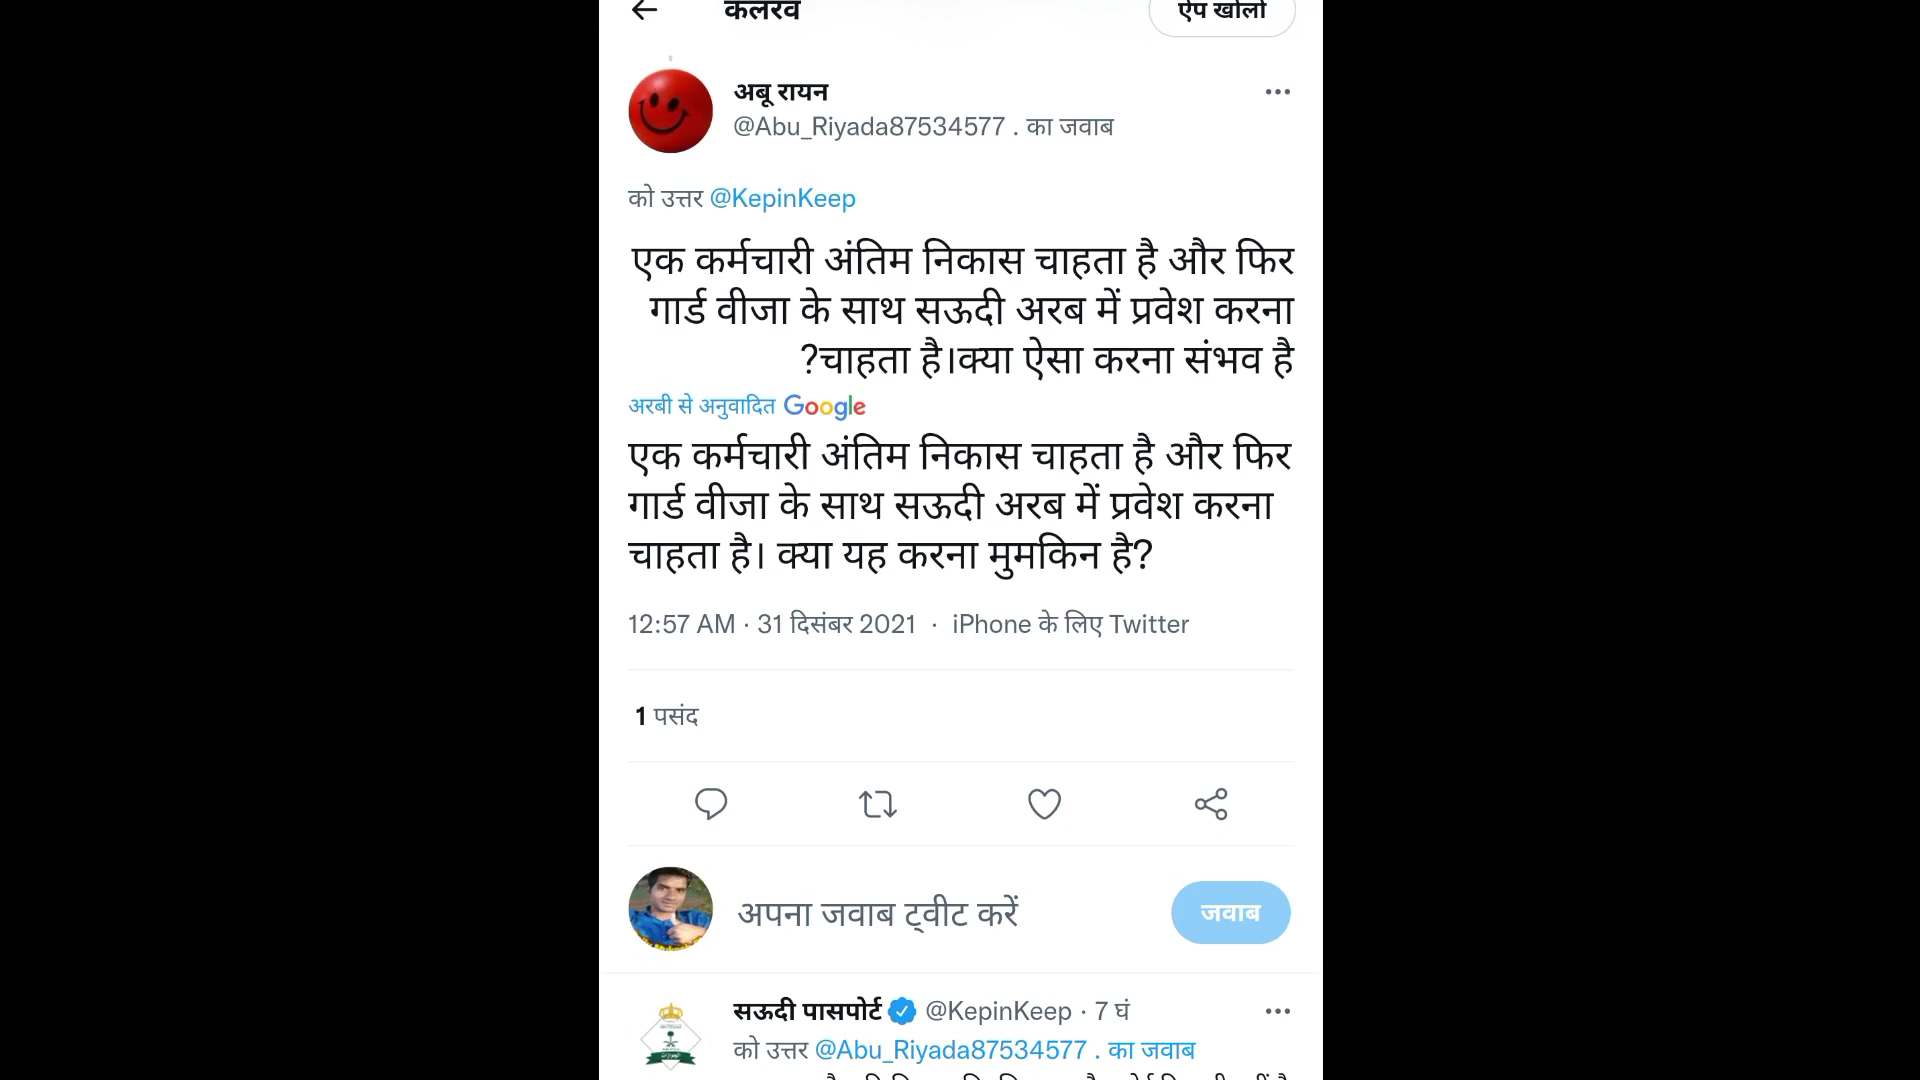 कलरव
ऐप खोलो
अबू रायन
@Abu_Riyada87534577 . का जवाब
को उत्तर @KepinKeep
एक कर्मचारी अंतिम निकास चाहता है और फिर
गार्ड वीजा के साथ सऊदी अरब में प्रवेश करना
?चाहता है।क्या ऐसा करना संभव है
अरबी से अनुवादित Google
एक कर्मचारी अंतिम निकास चाहता है और फिर
गार्ड वीजा के साथ सऊदी अरब में प्रवेश करना
चाहता है। क्या यह करना मुमकिन है?
12:57 AM · 31 दिसंबर 2021 · iPhone के लिए Twitter
1 पसंद
अपना जवाब ट्वीट करें
जवाब
सऊदी पासपोर्ट @KepinKeep · 7 घं
को उत्तर @Abu_Riyada87534577 . का जवाब